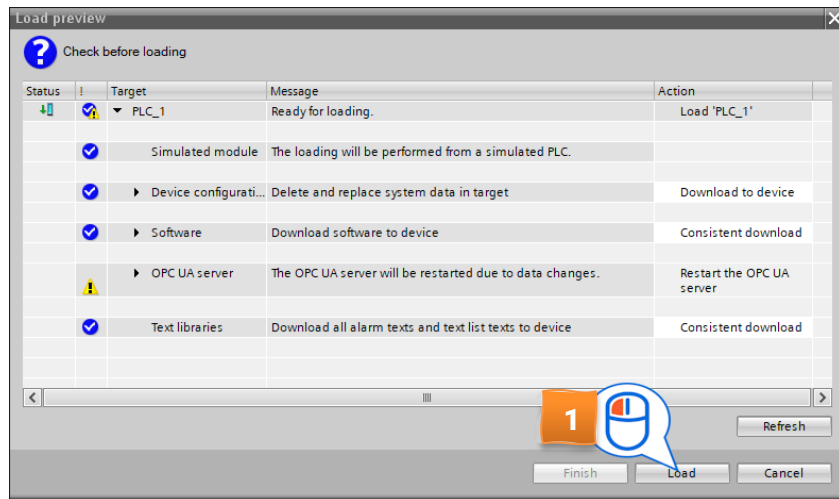 Load preview
Check before loading
Status ! Target Message Action
PLC_1 Ready for loading. Load 'PLC_1'
Simulated module The loading will be performed from a simulated PLC.
Device configurati... Delete and replace system data in target Download to device
Software Download software to device Consistent download
OPC UA server The OPC UA server will be restarted due to data changes. Restart the OPC UA
server
Text libraries Download all alarm texts and text list texts to device Consistent download
1
Refresh
Finish Load Cancel